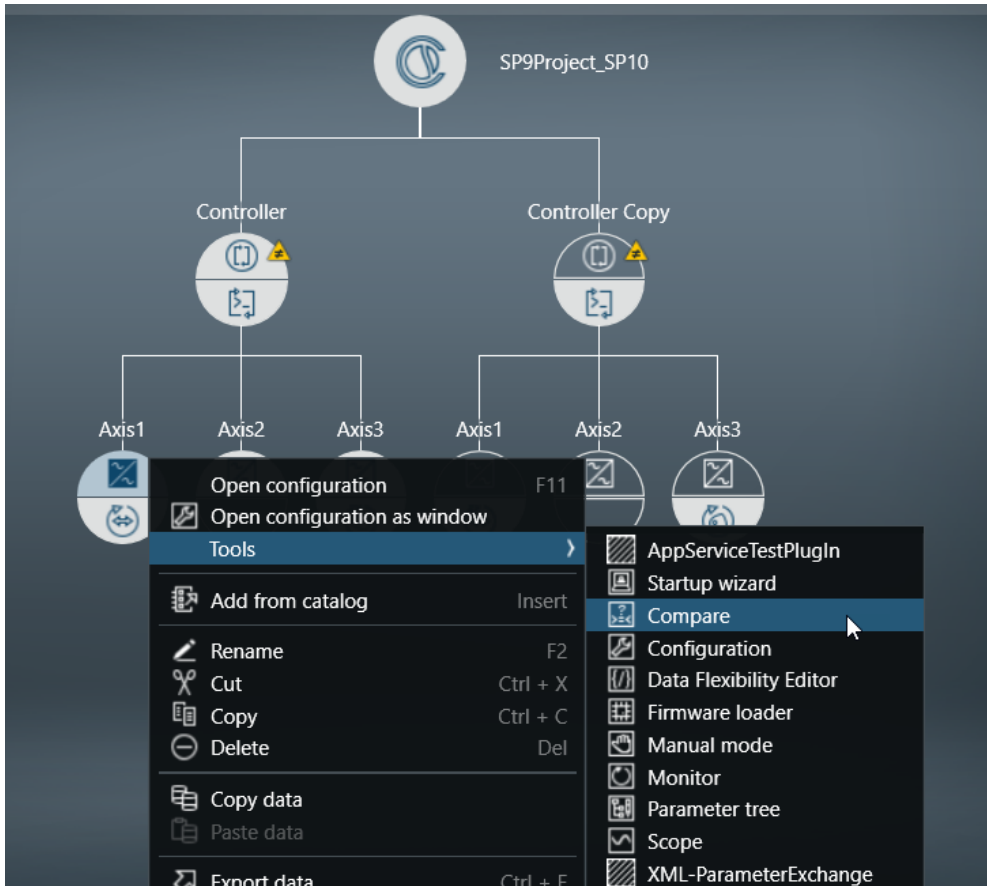 SP9Project_SP10
Controller
Controller Copy
Axis1
Axis2
Axis3
Axis1
Axis2
Axis3
Open configuration F11
Open configuration as window
Tools
Add from catalog Insert
Rename F2
Cut Ctrl + X
Copy Ctrl + C
Delete Del
Copy data
Paste data
Export data Ctrl + E
AppServiceTestPlugIn
Startup wizard
Compare
Configuration
Data Flexibility Editor
Firmware loader
Manual mode
Monitor
Parameter tree
Scope
XML-ParameterExchange